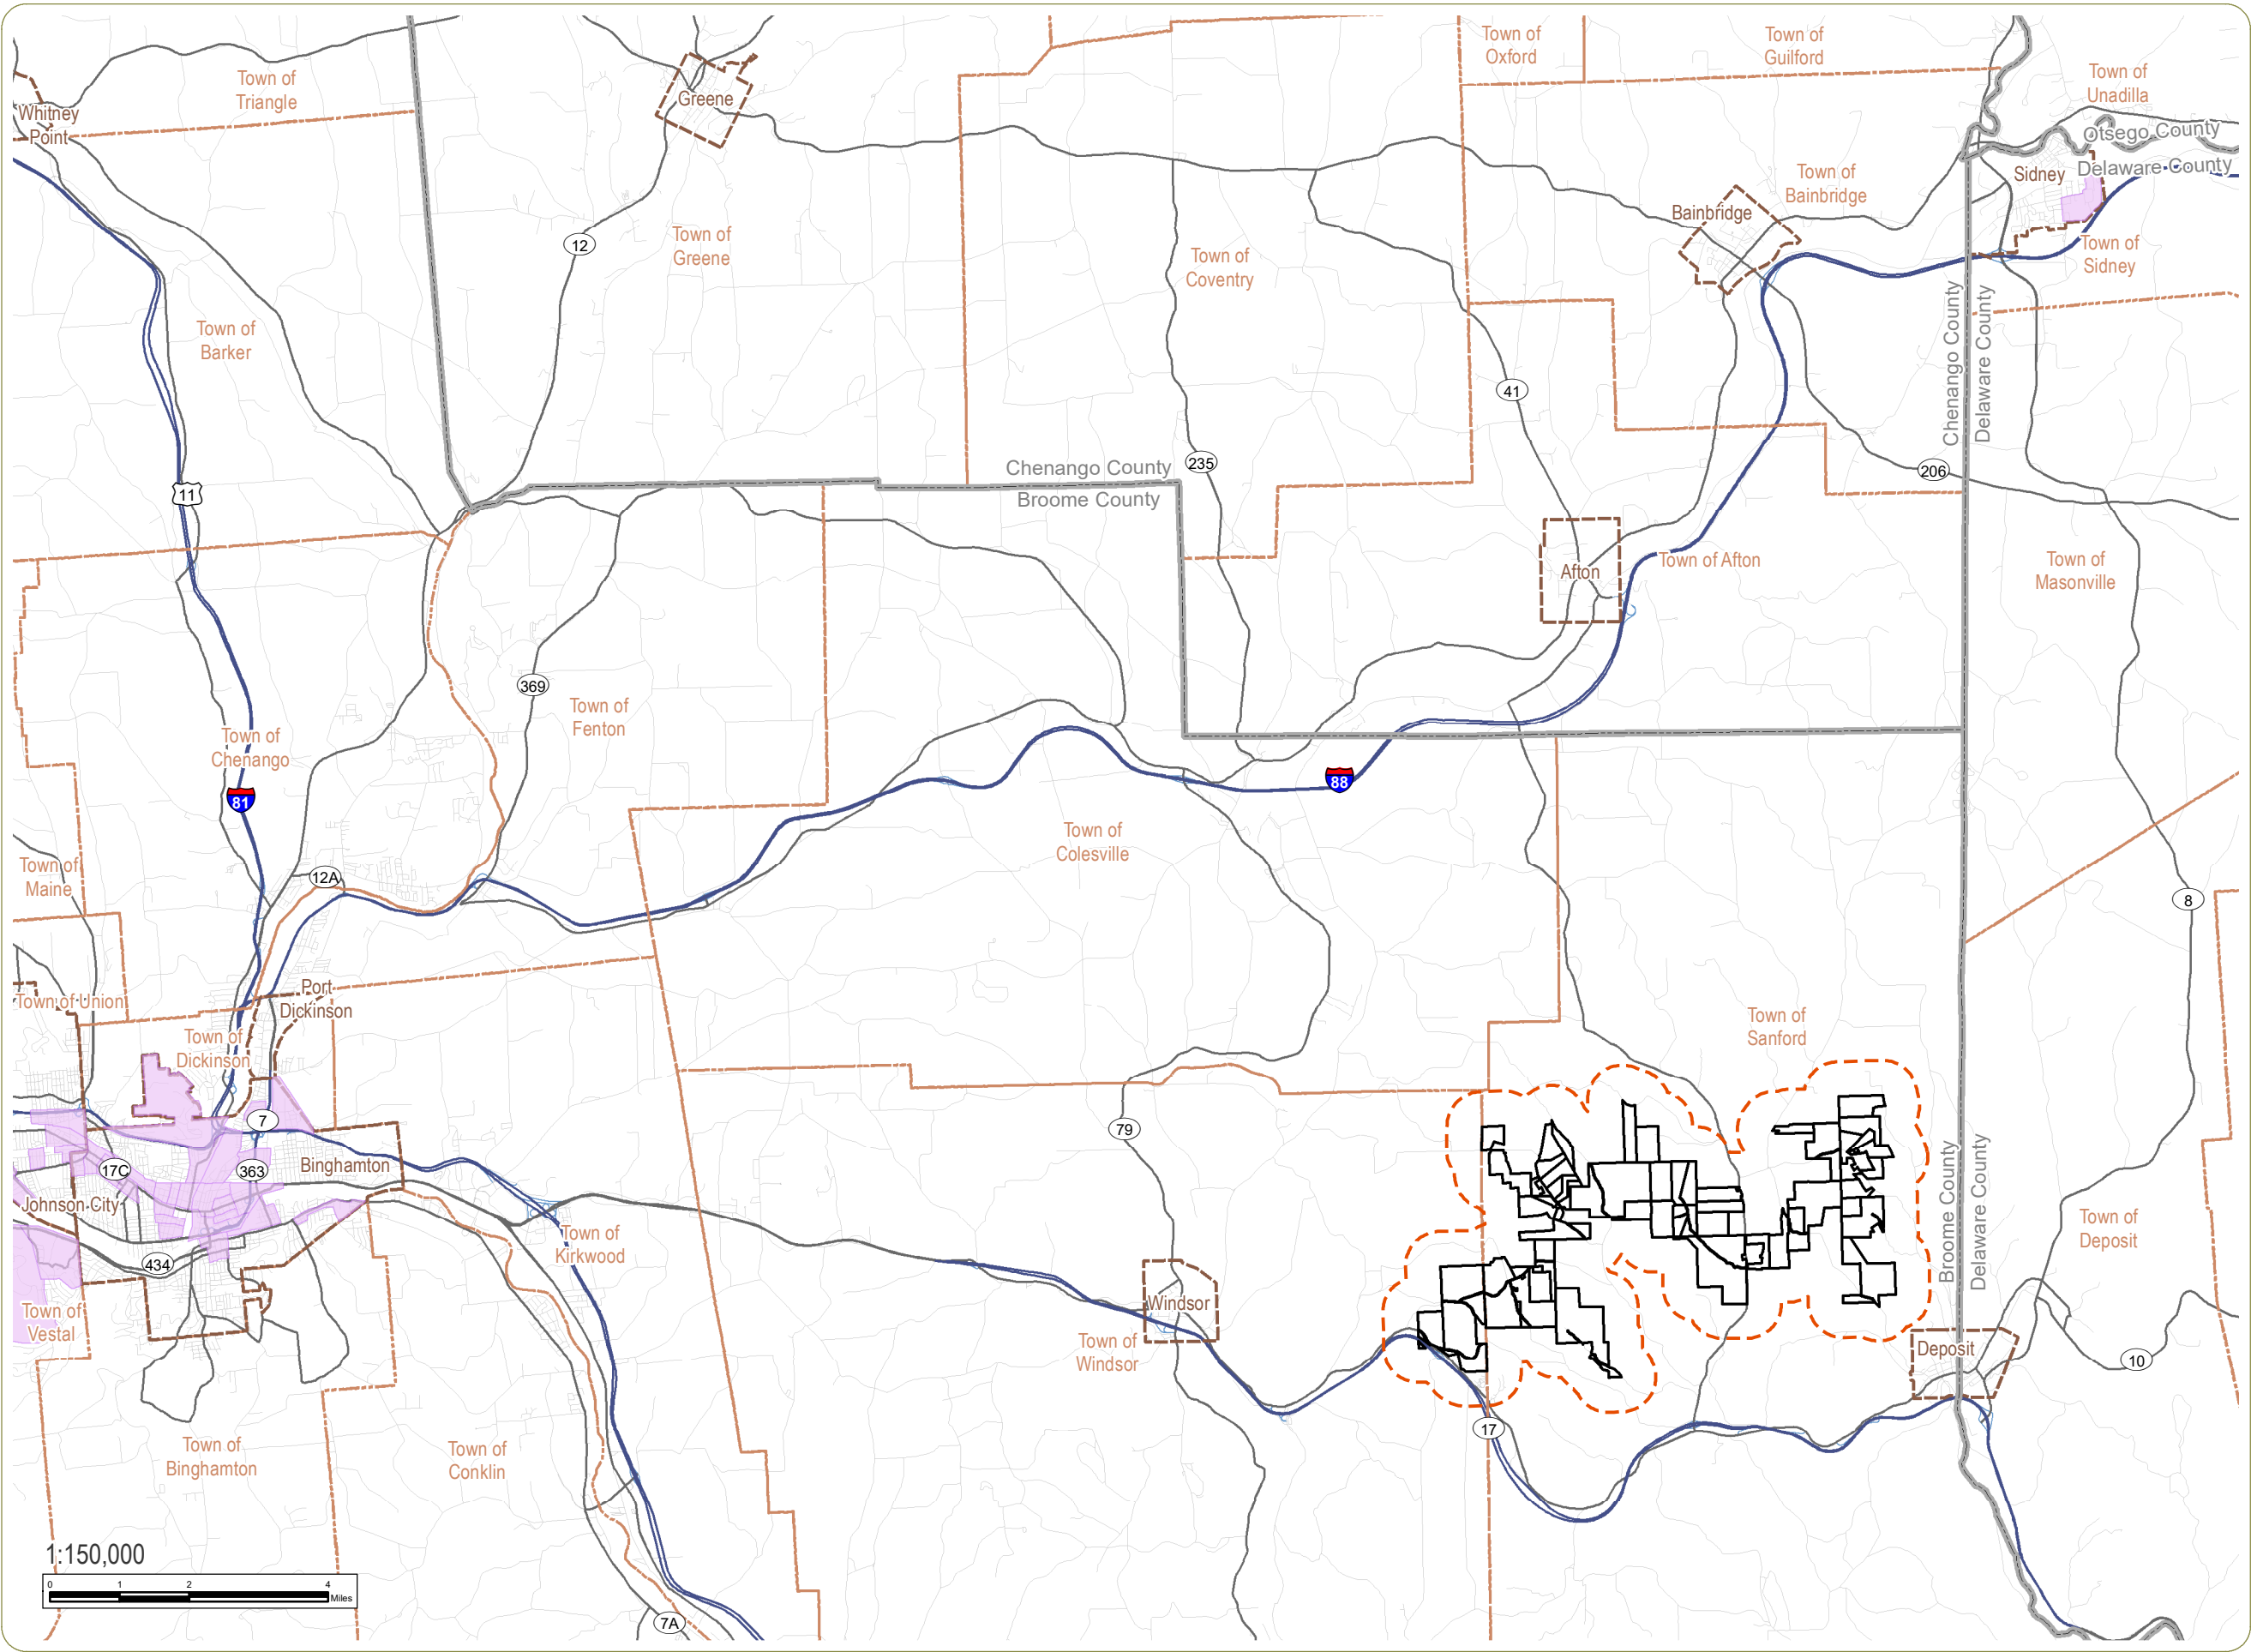 Town of
Oxford
Town of
Guilford
Town of
Triangle
Town of
Unadilla
Greene
Whitney
Point
Otsego County
Delaware County
Sidney
Town of
Bainbridge
Bainbridge
12
Town of
Greene
Town of
Coventry
Town of
Sidney
Town of
Barker
Chenango County
Delaware County
41
Chenango County
235
206
Broome County
11
Town of Afton
Afton
Town of
Masonville
369
Town of
Fenton
Town of
Chenango
88
81
Town of
Colesville
Town of
Maine
12A
8
Port
Dickinson
Town of Union
Town of
Sanford
Town of
Dickinson
7
79
17C
363
Binghamton
Johnson City
Town of
Kirkwood
Town of
Deposit
Broome County
Delaware County
434
Windsor
Town of
Vestal
Town of
Windsor
Deposit
10
17
Town of
Binghamton
Town of
Conklin
1:150,000
0 1 2 4
Miles
7A